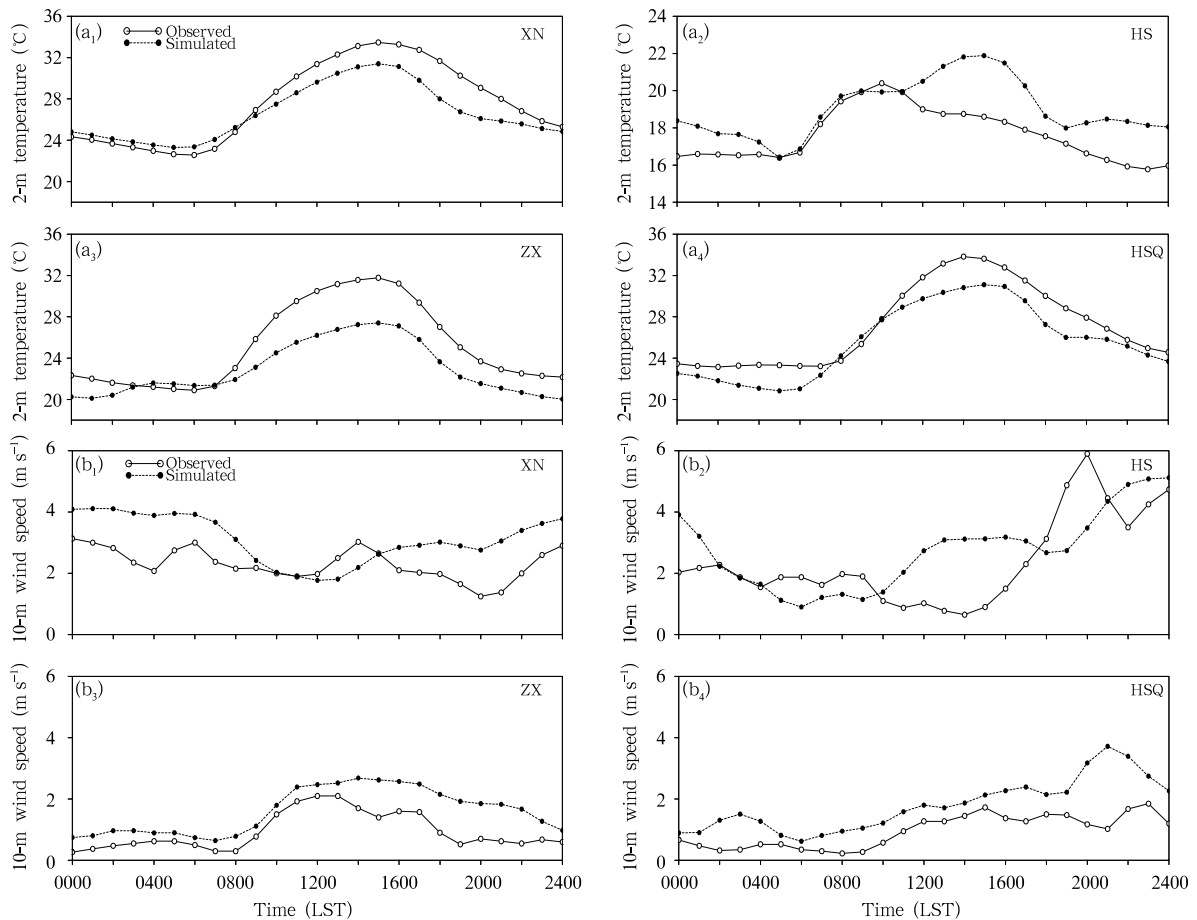 (a₁)
Observed
Simulated
XN
2-m temperature (℃)
36
32
28
24
20
(a₂)
HS
2-m temperature (℃)
24
22
20
18
16
14
(a₃)
ZX
2-m temperature (℃)
36
32
28
24
20
(a₄)
HSQ
2-m temperature (℃)
36
32
28
24
20
(b₁)
Observed
Simulated
XN
10-m wind speed (m s⁻¹)
6
4
2
0
(b₂)
HS
10-m wind speed (m s⁻¹)
6
4
2
0
(b₃)
ZX
10-m wind speed (m s⁻¹)
6
4
2
0
0000 0400 0800 1200 1600 2000 2400
Time (LST)
(b₄)
HSQ
10-m wind speed (m s⁻¹)
6
4
2
0
0000 0400 0800 1200 1600 2000 2400
Time (LST)